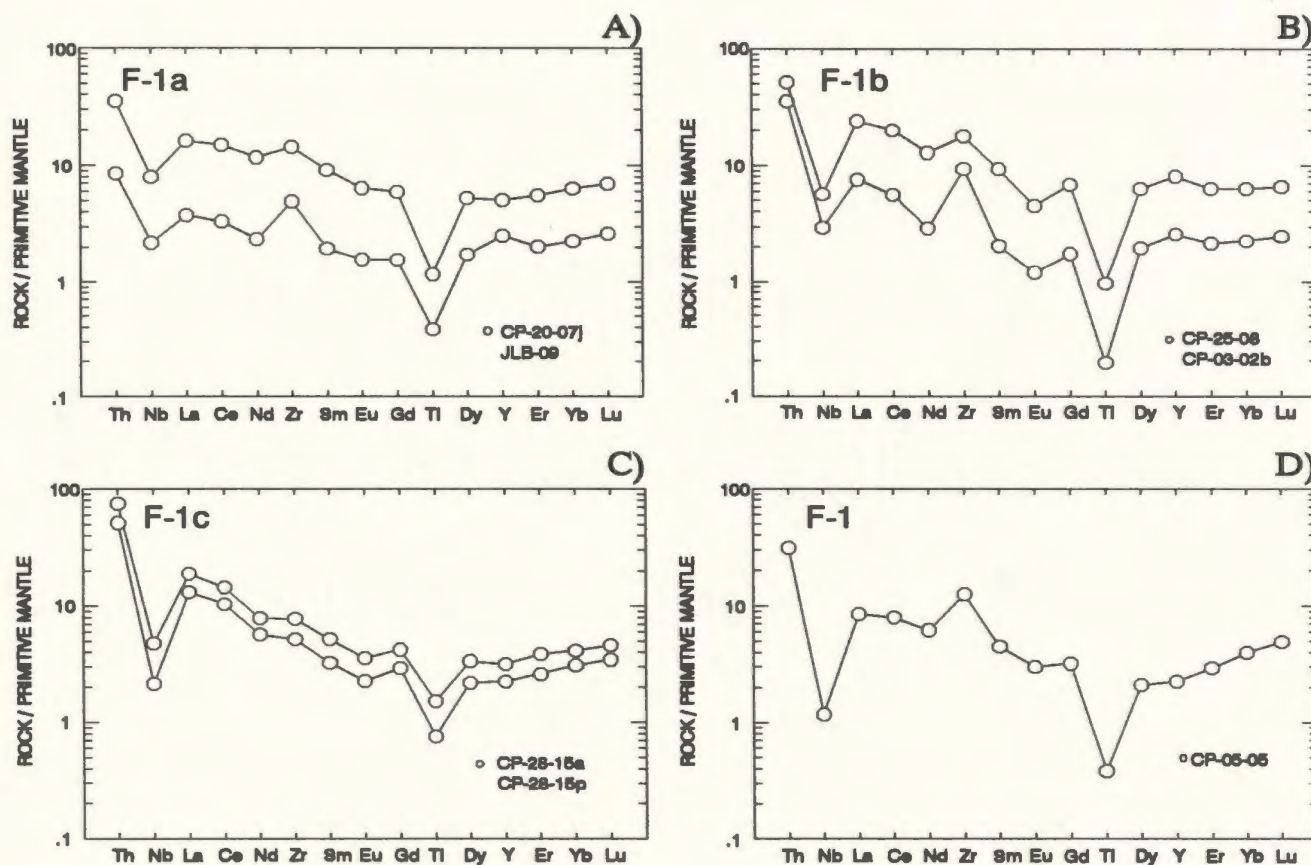 A)
F-1a
ROCK / PRIMITIVE MANTLE
100
10
1
.1
Th Nb La Ce Nd Zr Sm Eu Gd Ti Dy Y Er Yb Lu
CP-20-07j
JLB-09
B)
F-1b
ROCK / PRIMITIVE MANTLE
100
10
1
.1
Th Nb La Ce Nd Zr Sm Eu Gd Ti Dy Y Er Yb Lu
CP-25-08
CP-03-02b
C)
F-1c
ROCK / PRIMITIVE MANTLE
100
10
1
.1
Th Nb La Ce Nd Zr Sm Eu Gd Ti Dy Y Er Yb Lu
CP-28-15a
CP-28-15p
D)
F-1
ROCK / PRIMITIVE MANTLE
100
10
1
.1
Th Nb La Ce Nd Zr Sm Eu Gd Ti Dy Y Er Yb Lu
CP-05-05